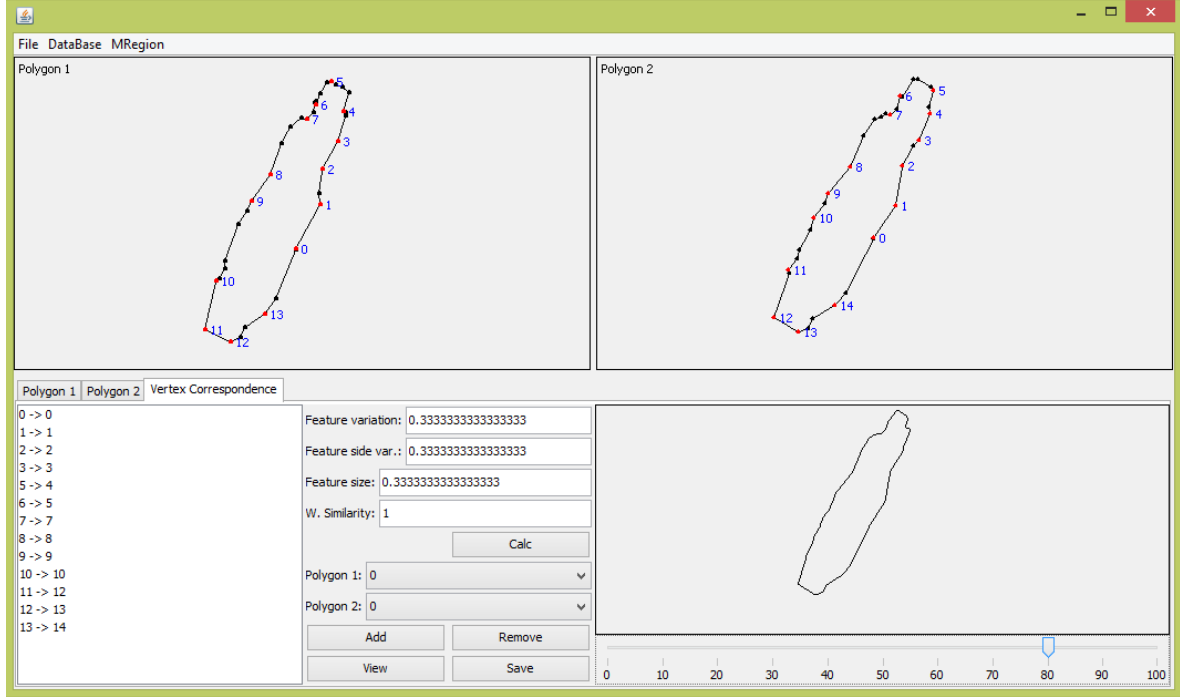 File DataBase MRegion
Polygon 1
5
6
4
7
3
8
2
9
1
0
10
13
11
12
Polygon 2
5
6
4
7
3
8
2
9
1
10
0
11
14
12
13
Polygon 1 Polygon 2 Vertex Correspondence
0 -> 0
1 -> 1
2 -> 2
3 -> 3
5 -> 4
6 -> 5
7 -> 7
8 -> 8
9 -> 9
10 -> 10
11 -> 12
12 -> 13
13 -> 14
Feature variation: 0.3333333333333333
Feature side var.: 0.3333333333333333
Feature size: 0.3333333333333333
W. Similarity: 1
Calc
Polygon 1: 0
Polygon 2: 0
Add Remove
View Save
0 10 20 30 40 50 60 70 80 90 100